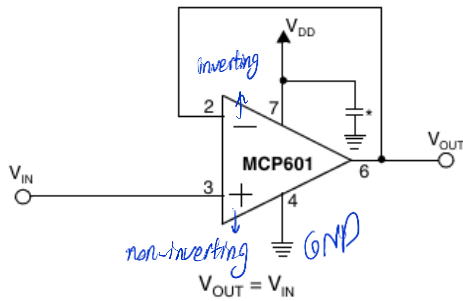 V_DD
inverting
2
7
−
*
MCP601
V_OUT
6
V_IN
3
+
4
non-inverting
GND
V_OUT = V_IN